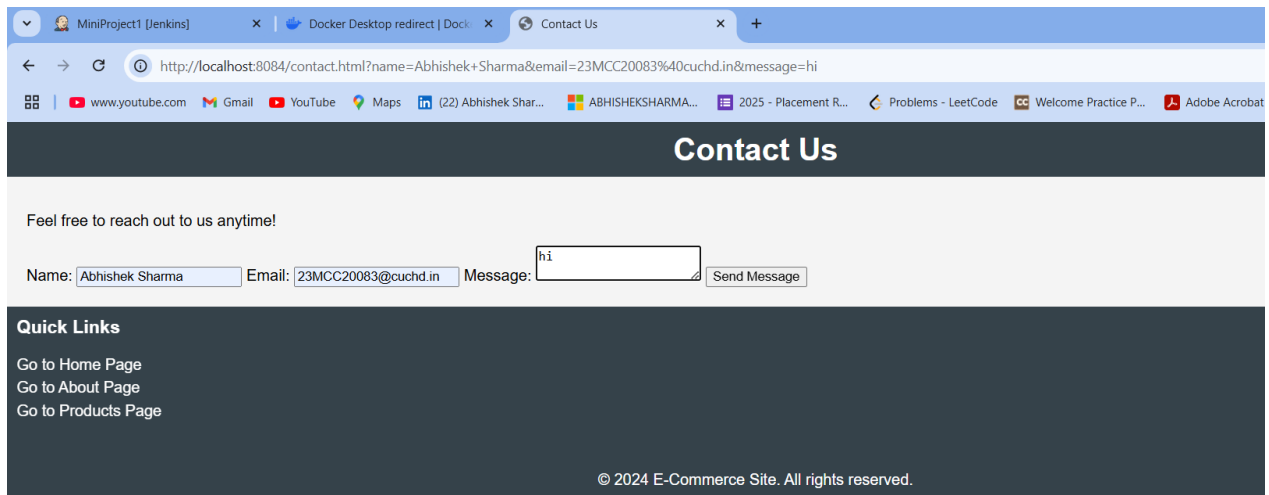 MiniProject1 [Jenkins] Docker Desktop redirect | Dock Contact Us
http://localhost:8084/contact.html?name=Abhishek+Sharma&email=23MCC20083%40cuchd.in&message=hi
www.youtube.com Gmail YouTube Maps (22) Abhishek Shar... ABHISHEKSHARMA... 2025 - Placement R... Problems - LeetCode Welcome Practice P... Adobe Acrobat
Contact Us
Feel free to reach out to us anytime!
Name: Abhishek Sharma Email: 23MCC20083@cuchd.in Message: hi Send Message
Quick Links
Go to Home Page
Go to About Page
Go to Products Page
© 2024 E-Commerce Site. All rights reserved.